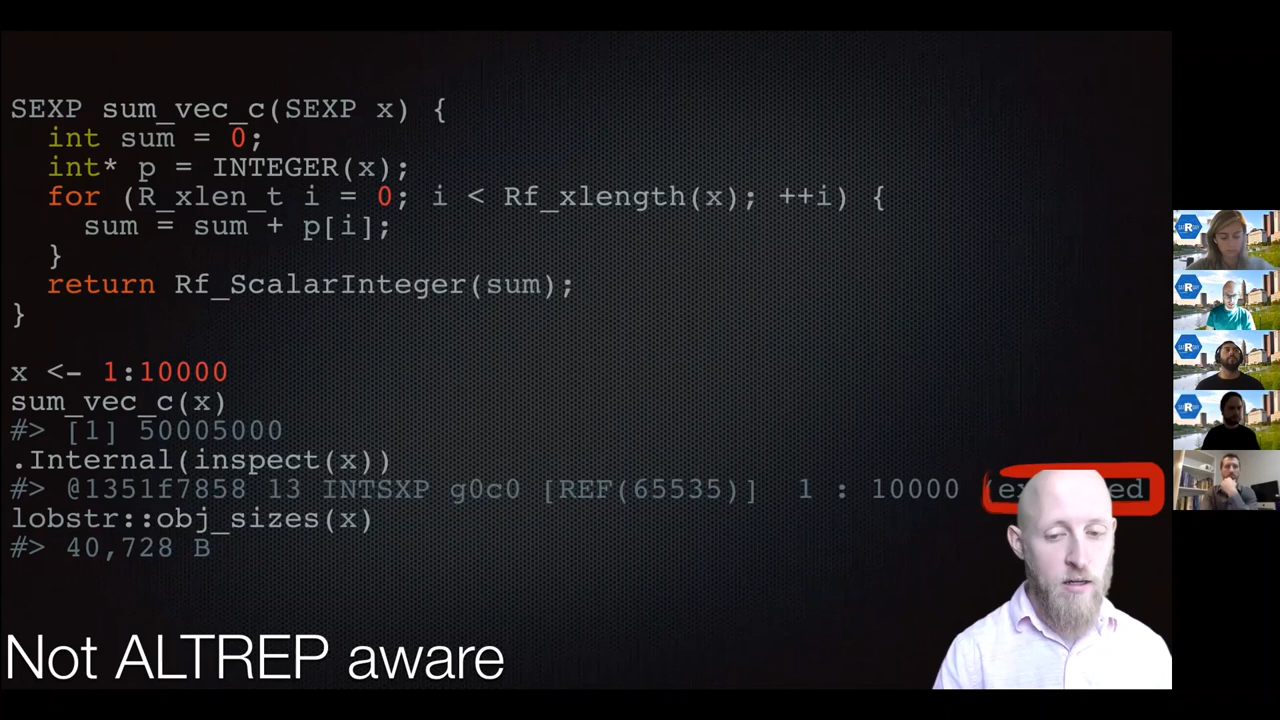 SEXP sum_vec_c(SEXP x) {
int sum = 0;
int* p = INTEGER(x);
for (R_xlen_t i = 0; i < Rf_xlength(x); ++i) {
sum = sum + p[i];
}
return Rf_ScalarInteger(sum);
}
x <- 1:10000
sum_vec_c(x)
#> [1] 50005000
.Internal(inspect(x))
#> @1351f7858 13 INTSXP g0c0 [REF(65535)] 1 : 10000
lobstr::obj_sizes(x)
#> 40,728 B
Not ALTREP aware